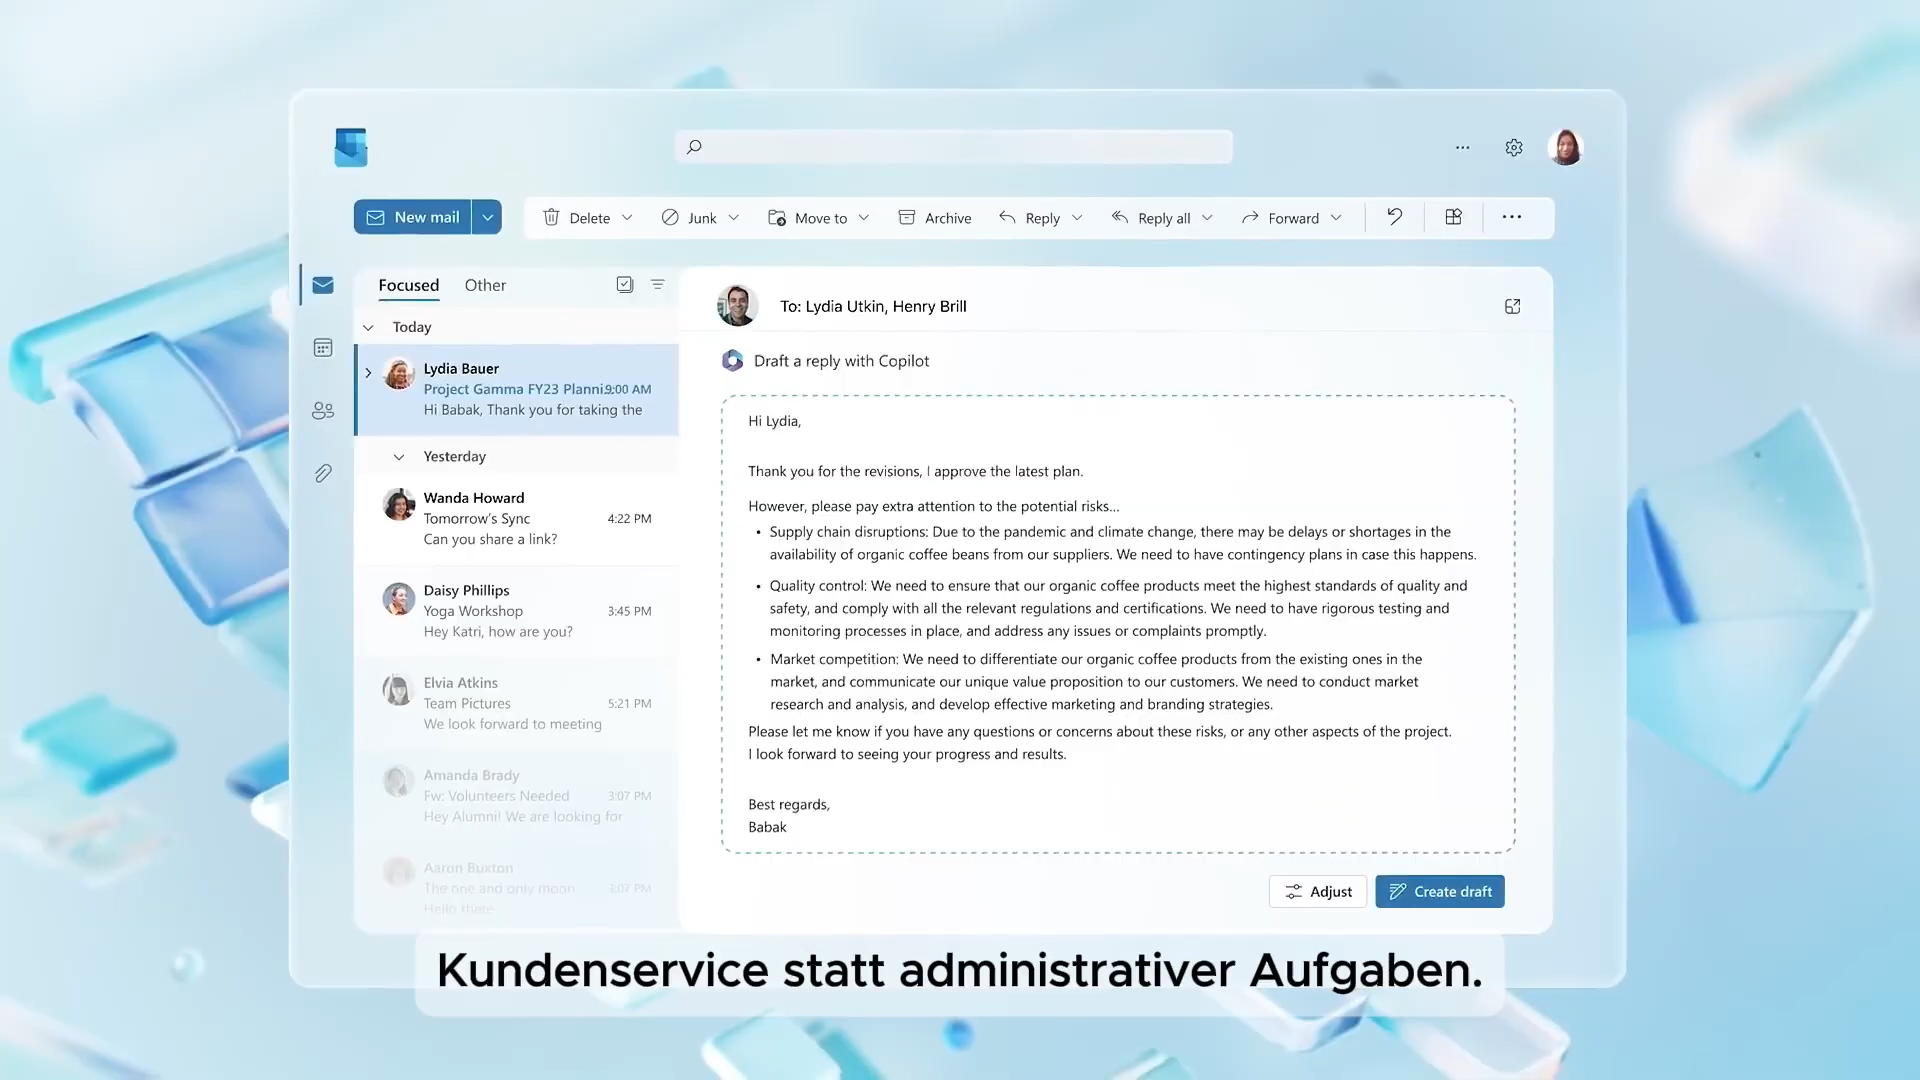 New mail
Delete
Junk
Move to
Archive
Reply
Reply all
Forward
Focused
Other
Today
Lydia Bauer
Project Gamma FY23 Planni..
9:00 AM
Hi Babak, Thank you for taking the
Yesterday
Wanda Howard
Tomorrow's Sync
4:22 PM
Can you share a link?
Daisy Phillips
Yoga Workshop
3:45 PM
Hey Katri, how are you?
Elvia Atkins
Team Pictures
5:21 PM
We look forward to meeting
Amanda Brady
Fw: Volunteers Needed
3:07 PM
Hey Alumni! We are looking for
Aaron Buxton
The one and only moon
3:07 PM
Hello there
To: Lydia Utkin, Henry Brill
Draft a reply with Copilot
Hi Lydia,
Thank you for the revisions, I approve the latest plan.
However, please pay extra attention to the potential risks...
• Supply chain disruptions: Due to the pandemic and climate change, there may be delays or shortages in the
availability of organic coffee beans from our suppliers. We need to have contingency plans in case this happens.
• Quality control: We need to ensure that our organic coffee products meet the highest standards of quality and
safety, and comply with all the relevant regulations and certifications. We need to have rigorous testing and
monitoring processes in place, and address any issues or complaints promptly.
• Market competition: We need to differentiate our organic coffee products from the existing ones in the
market, and communicate our unique value proposition to our customers. We need to conduct market
research and analysis, and develop effective marketing and branding strategies.
Please let me know if you have any questions or concerns about these risks, or any other aspects of the project.
I look forward to seeing your progress and results.
Best regards,
Babak
Adjust
Create draft
Kundenservice statt administrativer Aufgaben.